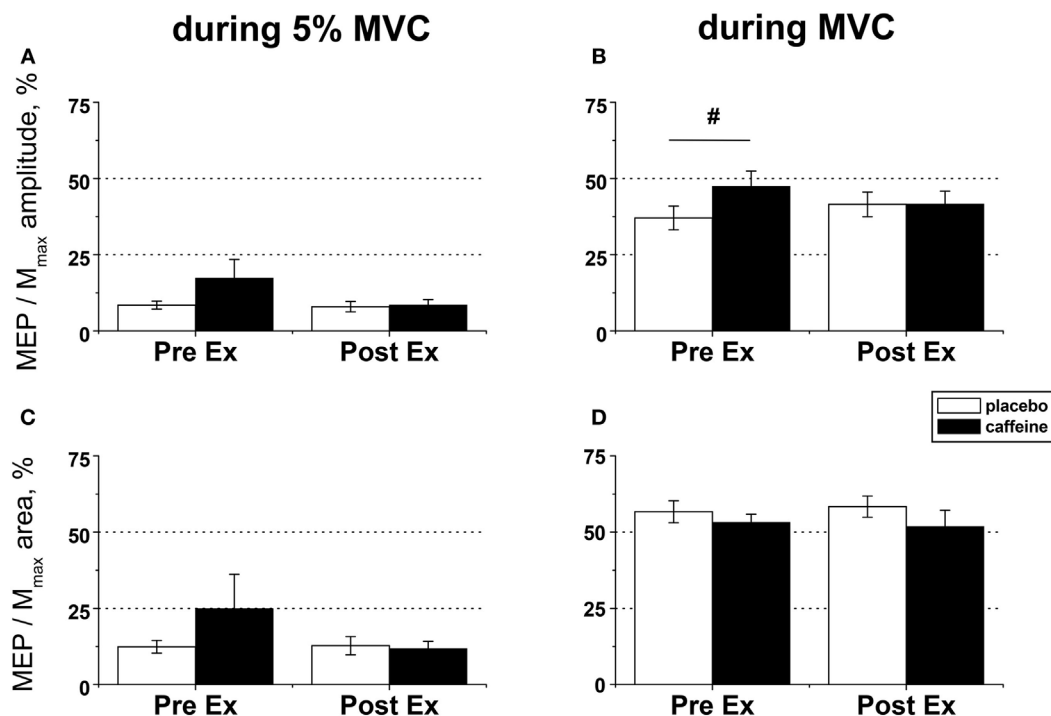 during 5% MVC
during MVC
A
B
MEP / Mmax amplitude, %
75
50
25
0
Pre Ex
Post Ex
75
50
25
0
#
Pre Ex
Post Ex
placebo
caffeine
C
D
MEP / Mmax area, %
75
50
25
0
Pre Ex
Post Ex
75
50
25
0
Pre Ex
Post Ex